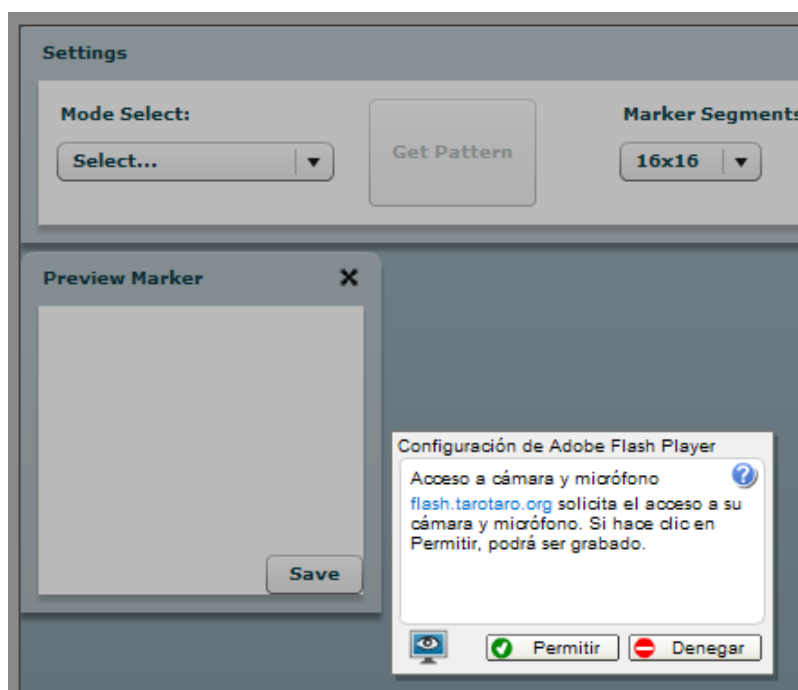 Settings
Mode Select:
Select...
Get Pattern
Marker Segments
16x16
Preview Marker
Save
Configuración de Adobe Flash Player
Acceso a cámara y micrófono
flash.tarotaro.org solicita el acceso a su
cámara y micrófono. Si hace clic en
Permitir, podrá ser grabado.
Permitir
Denegar